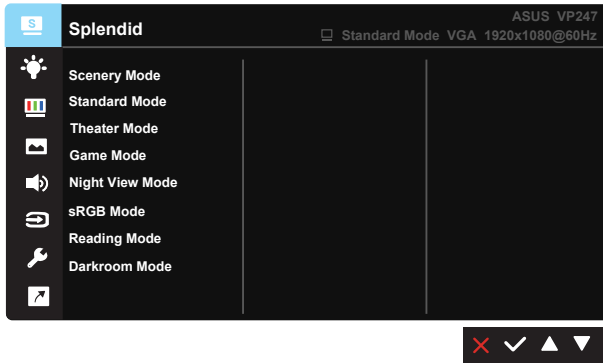 S
Splendid
ASUS VP247
Standard Mode VGA 1920x1080@60Hz
Scenery Mode
Standard Mode
Theater Mode
Game Mode
Night View Mode
sRGB Mode
Reading Mode
Darkroom Mode